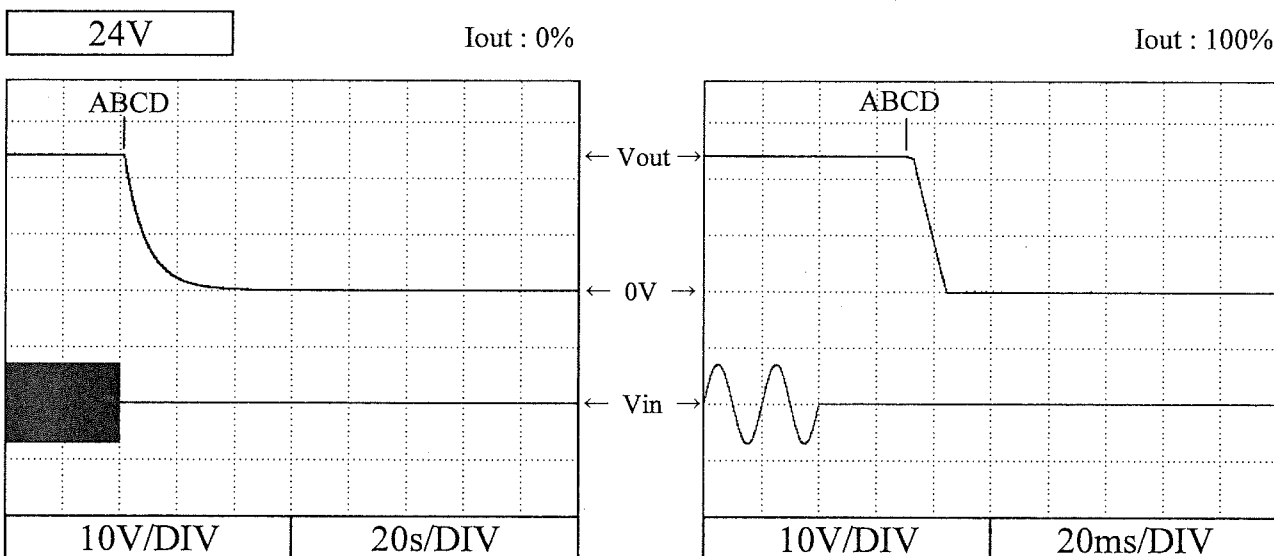 24V
Iout : 0%
Iout : 100%
ABCD
ABCD
← Vout →
← 0V →
← Vin →
10V/DIV
20s/DIV
10V/DIV
20ms/DIV